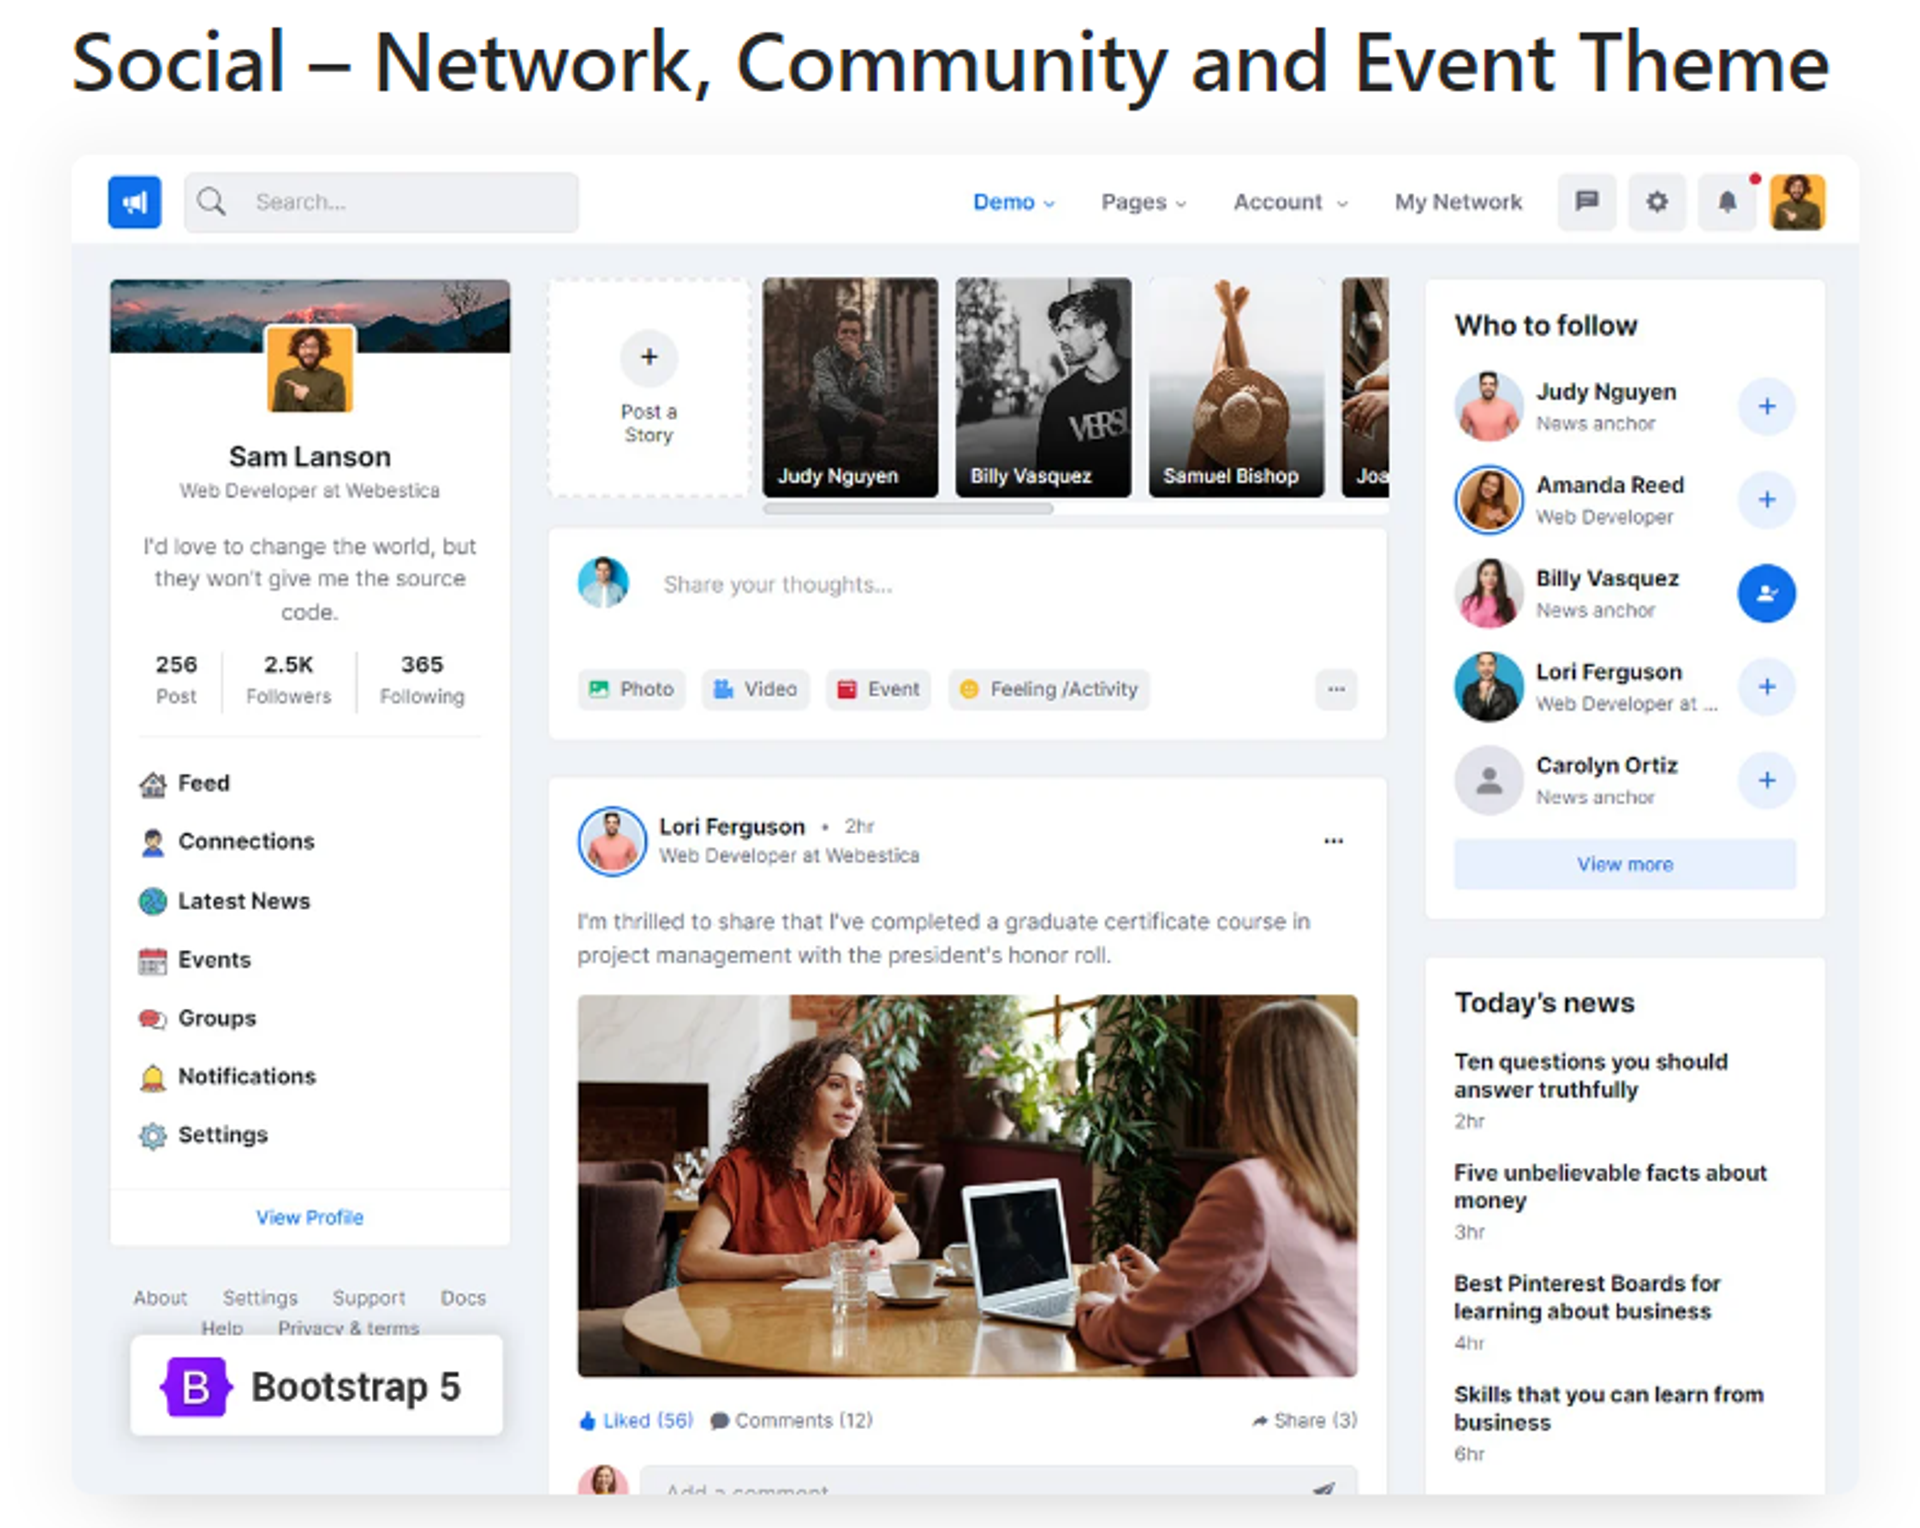 Social – Network, Community and Event Theme
Search...
Demo
Pages
Account
My Network
Sam Lanson
Web Developer at Webestica
I'd love to change the world, but
they won't give me the source
code.
256
Post
2.5K
Followers
365
Following
Feed
Connections
Latest News
Events
Groups
Notifications
Settings
View Profile
About Settings Support Docs
Help Privacy & terms
B Bootstrap 5
+
Post a
Story
Judy Nguyen
Billy Vasquez
VERS
Samuel Bishop
Joa
Share your thoughts...
Photo
Video
Event
Feeling /Activity
...
Lori Ferguson • 2hr
...
Web Developer at Webestica
I'm thrilled to share that I've completed a graduate certificate course in
project management with the president's honor roll.
Liked (56)
Comments (12)
Share (3)
Add a comment
Who to follow
Judy Nguyen
News anchor
+
Amanda Reed
Web Developer
+
Billy Vasquez
News anchor
Lori Ferguson
Web Developer at ...
+
Carolyn Ortiz
News anchor
+
View more
Today's news
Ten questions you should
answer truthfully
2hr
Five unbelievable facts about
money
3hr
Best Pinterest Boards for
learning about business
4hr
Skills that you can learn from
business
6hr